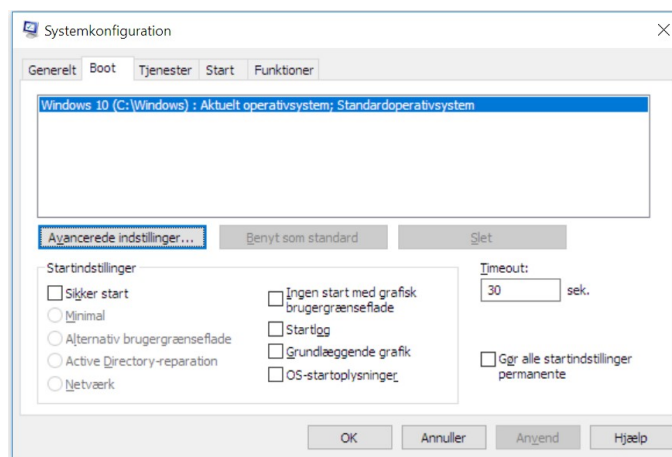 Systemkonfiguration
Generelt Boot Tjenester Start Funktioner
Windows 10 (C:\Windows) : Aktuelt operativsystem; Standardoperativsystem
Avancerede indstillinger... Benyt som standard Slet
Startindstillinger
Sikker start
Minimal
Alternativ brugergrænseflade
Active Directory-reparation
Netværk
Ingen start med grafisk
brugergrænseflade
Startlog
Grundlæggende grafik
OS-startoplysninger
Timeout:
30 sek.
Gør alle startindstillinger
permanente
OK Annuller Anvend Hjælp